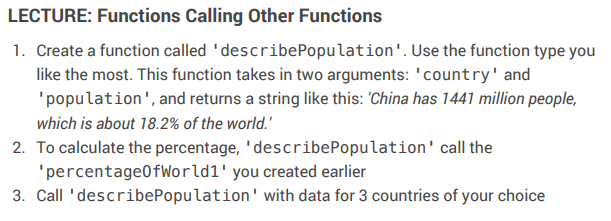 LECTURE: Functions Calling Other Functions
1. Create a function called 'describePopulation'. Use the function type you
like the most. This function takes in two arguments: 'country' and
'population', and returns a string like this: 'China has 1441 million people,
which is about 18.2% of the world.'
2. To calculate the percentage, 'describePopulation' call the
'percentageOfWorld1' you created earlier
3. Call 'describePopulation' with data for 3 countries of your choice